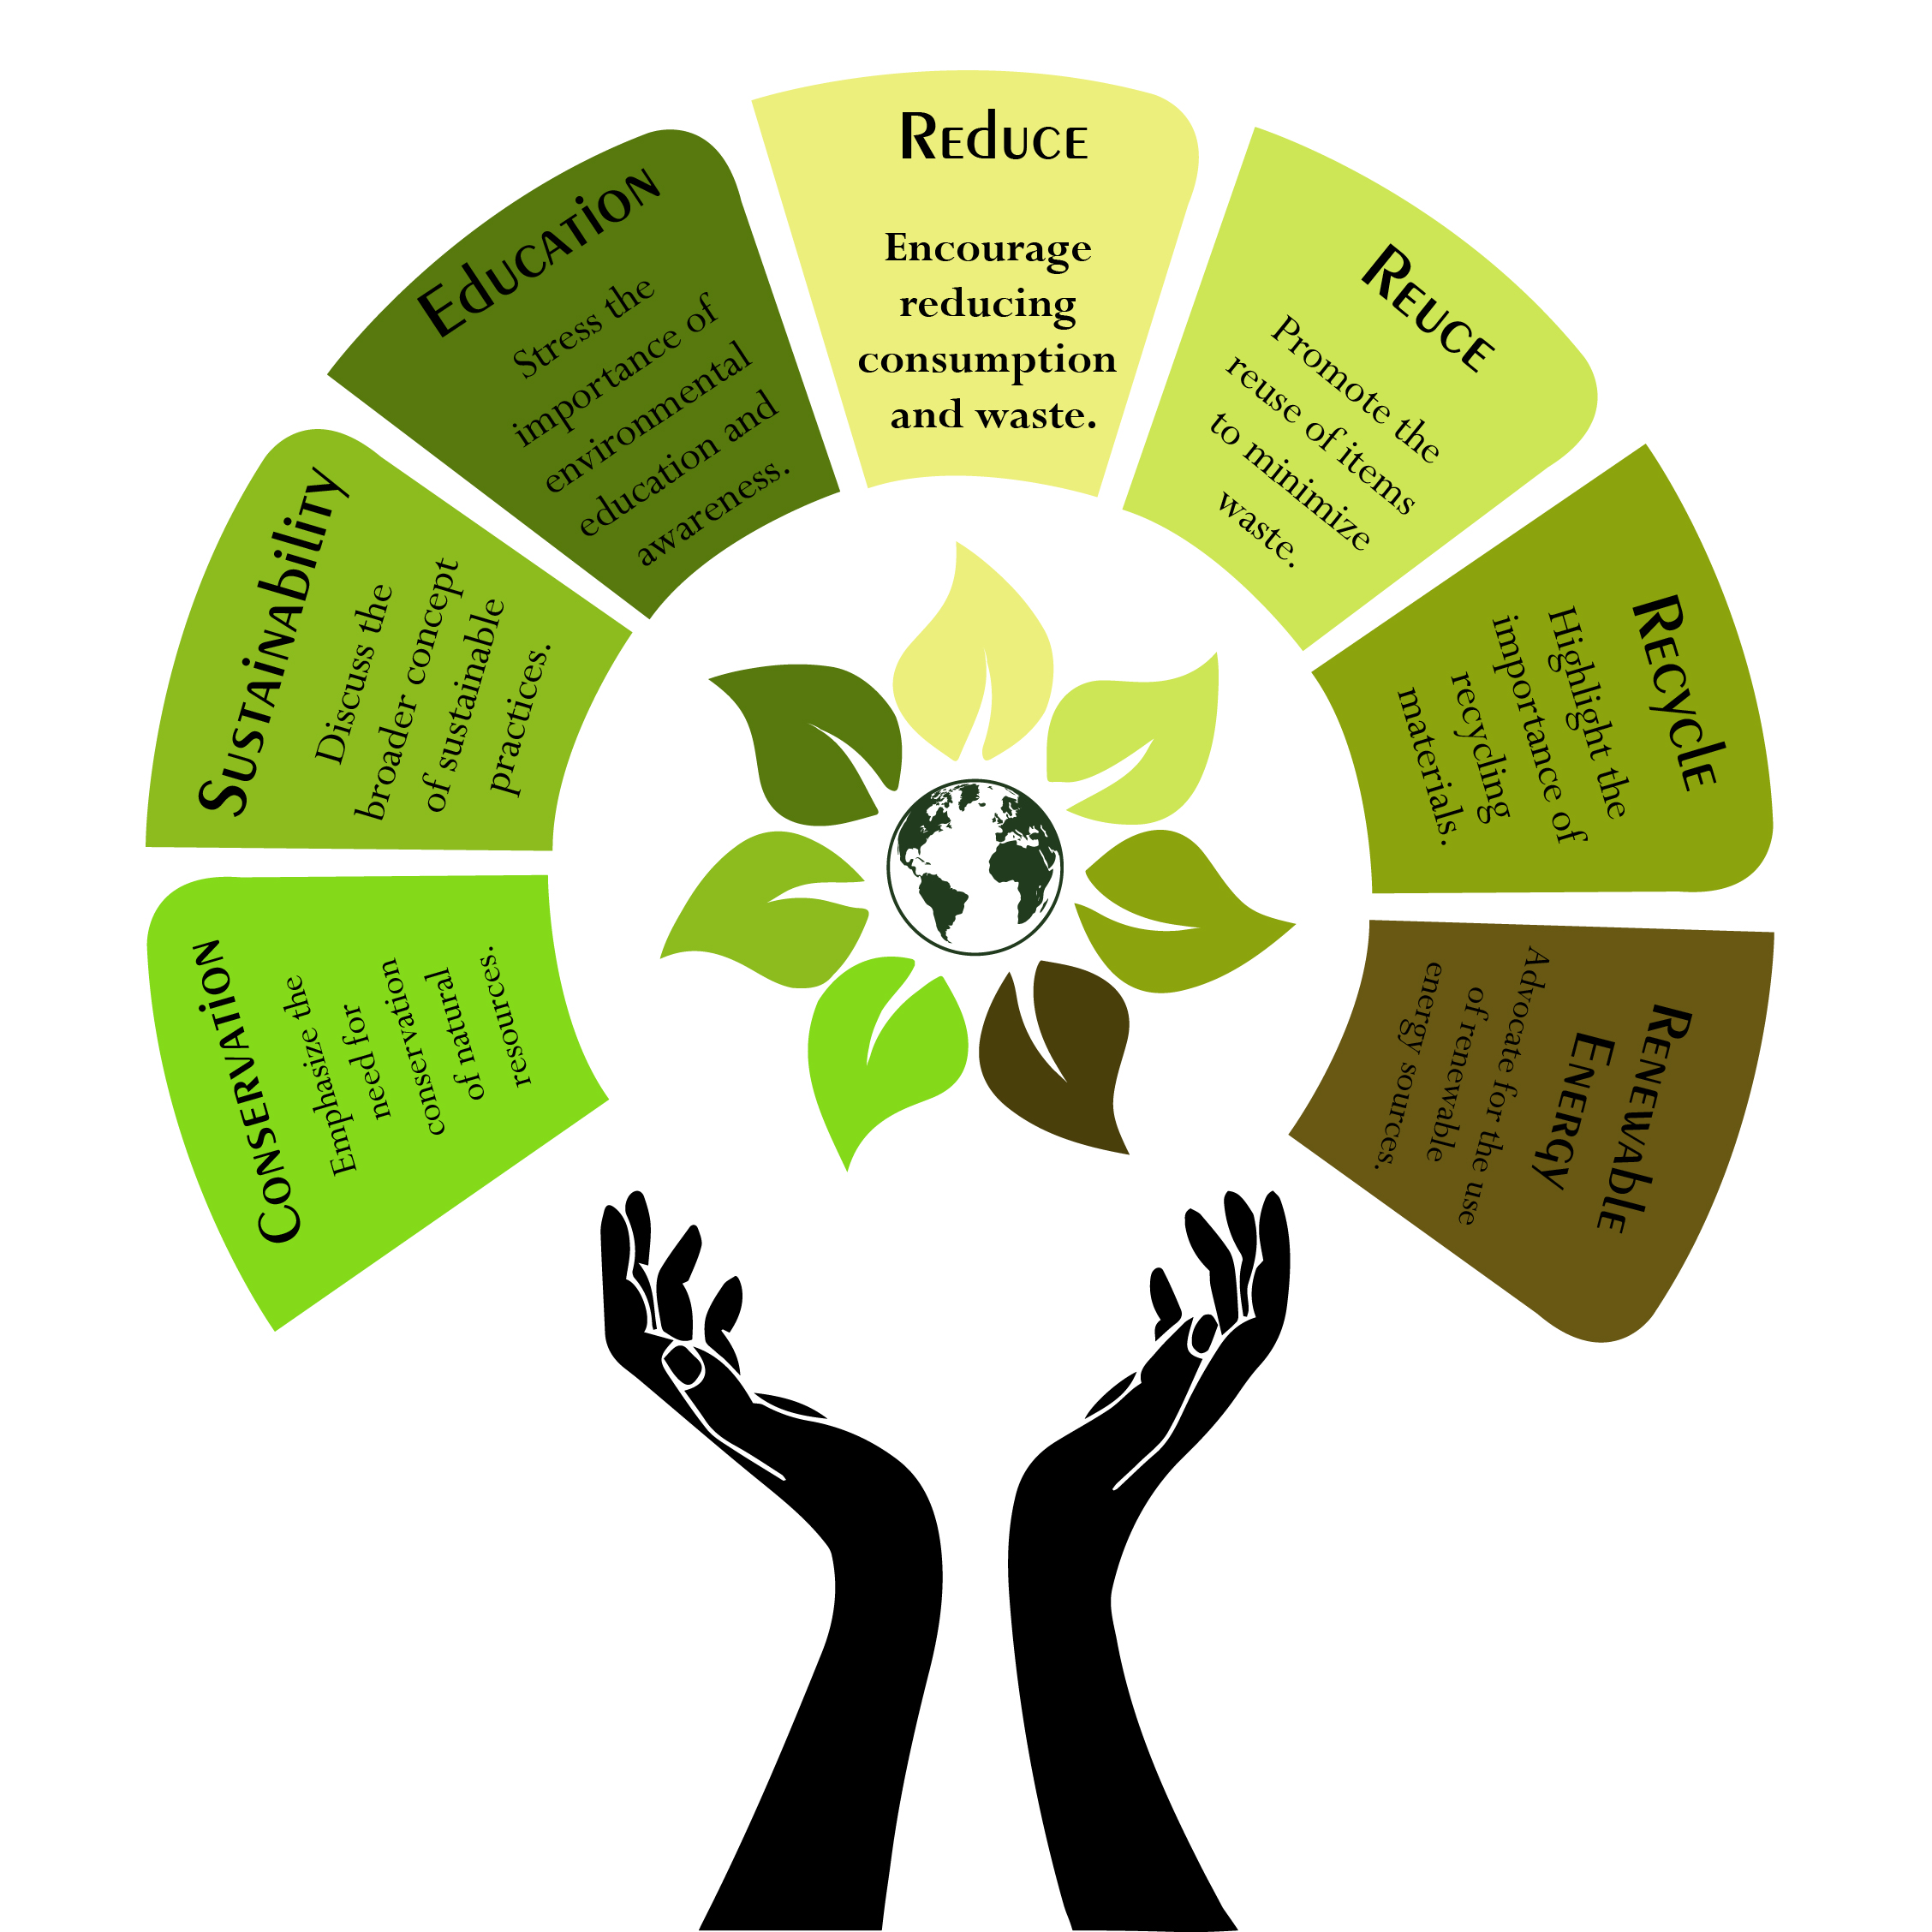 Conservation
Emphasize the
need for
conservation
of natural
resources.
Sustainability
Discuss the
broader concept
of sustainable
practices.
Education
Stress the
importance of
environmental
education and
awareness.
Reduce
Encourage
reducing
consumption
and waste.
Reuce
Promote the
reuse of items
to minimize
waste.
Recycle
Highlight the
importance of
recycling
materials.
Renewable
Energy
Advocate for the use
of renewable
energy sources.